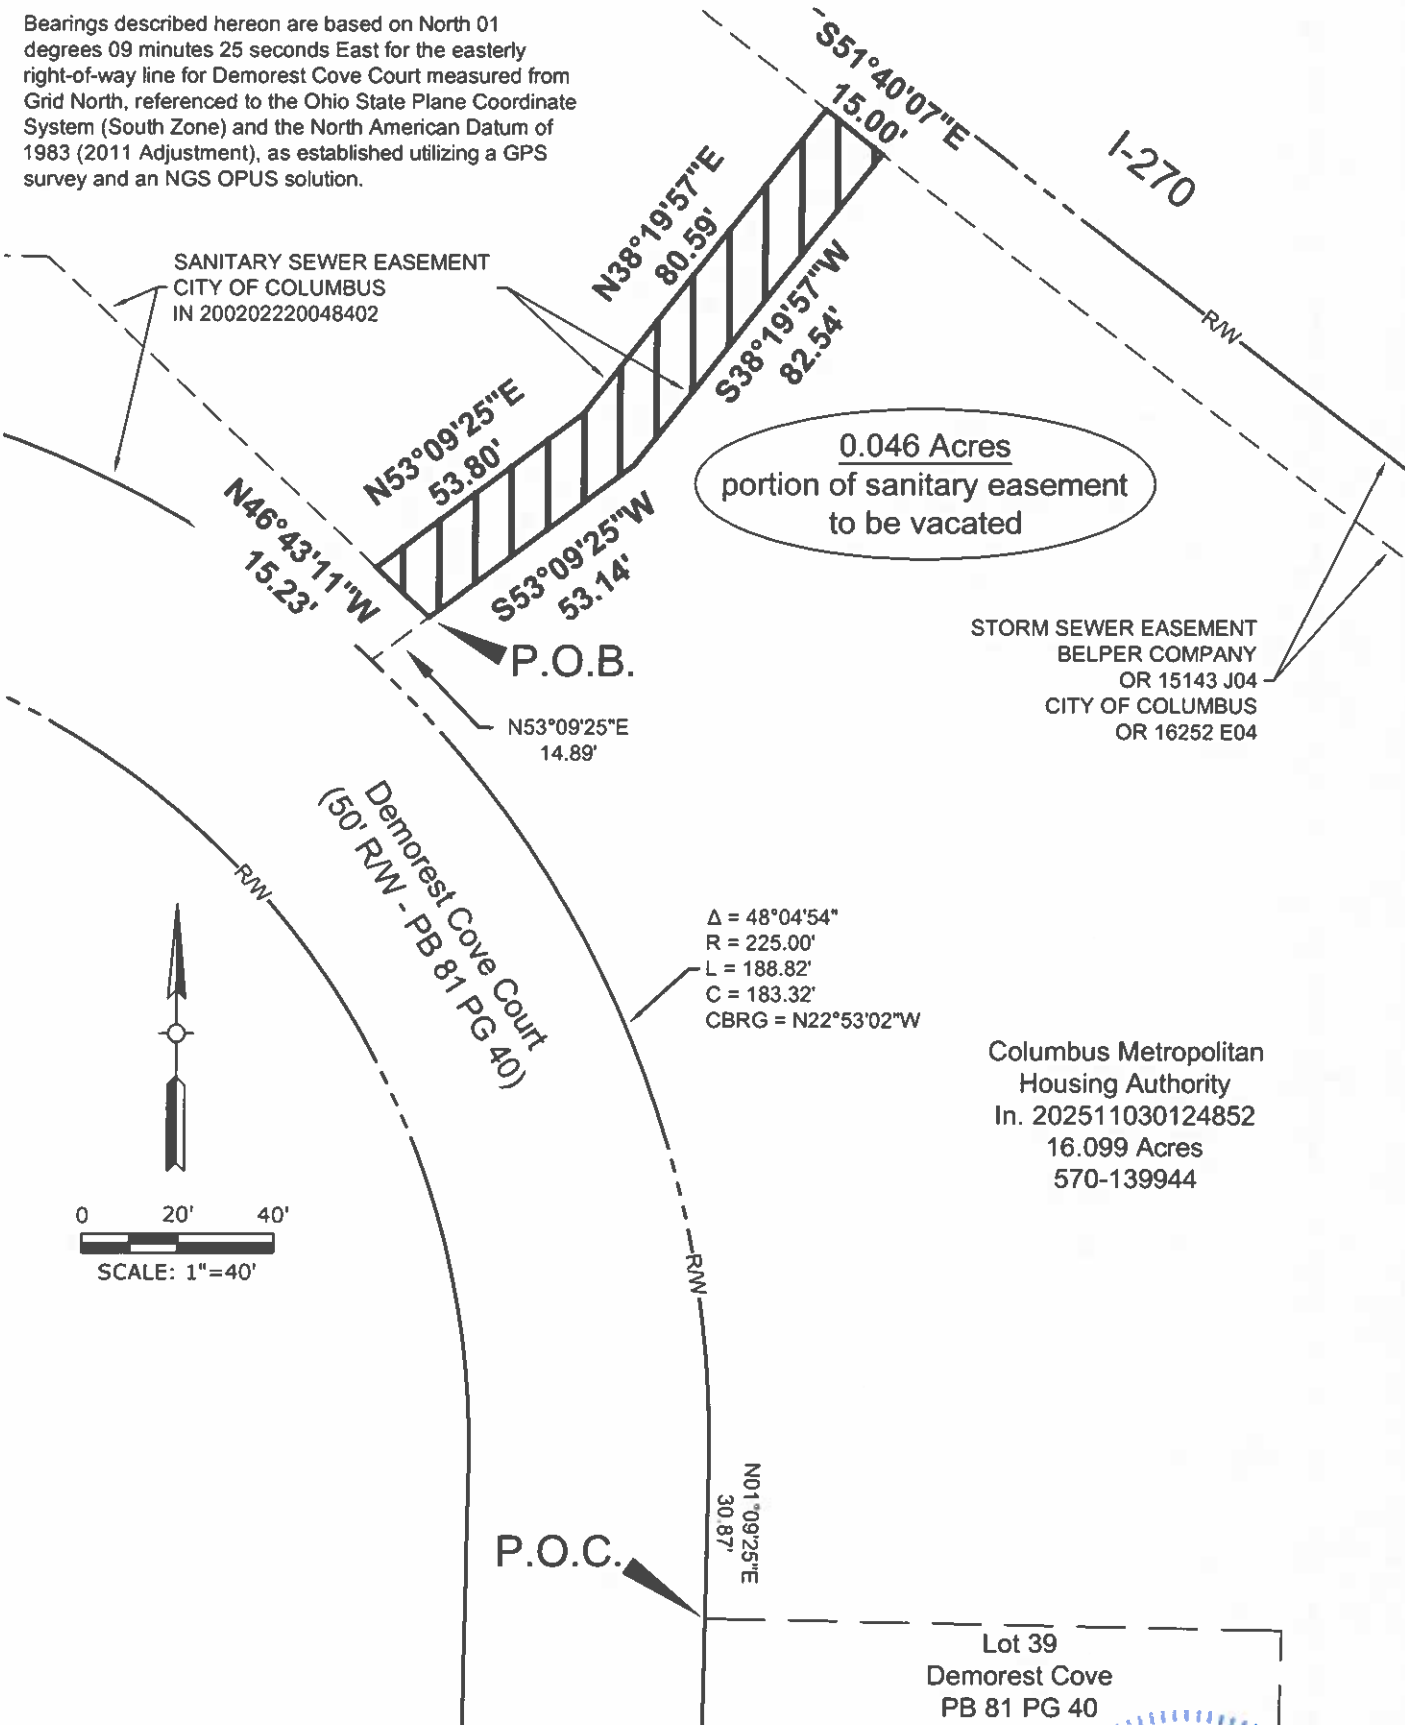 Bearings described hereon are based on North 01
degrees 09 minutes 25 seconds East for the easterly
right-of-way line for Demorest Cove Court measured from
Grid North, referenced to the Ohio State Plane Coordinate
System (South Zone) and the North American Datum of
1983 (2011 Adjustment), as established utilizing a GPS
survey and an NGS OPUS solution.
S51°40'07"E
15.00'
I-270
N38°19'57"E
80.59'
SANITARY SEWER EASEMENT
CITY OF COLUMBUS
IN 200202220048402
R/W
S38°19'57"W
82.54'
N53°09'25"E
53.80'
0.046 Acres
portion of sanitary easement
to be vacated
N46°43'11"W
15.23'
S53°09'25"W
53.14'
P.O.B.
STORM SEWER EASEMENT
BELPER COMPANY
OR 15143 J04
CITY OF COLUMBUS
OR 16252 E04
N53°09'25"E
14.89'
Demorest Cove Court
(50' R/W - PB 81 PG 40)
R/W
Δ = 48°04'54"
R = 225.00'
L = 188.82'
C = 183.32'
CBRG = N22°53'02"W
Columbus Metropolitan
Housing Authority
In. 202511030124852
16.099 Acres
570-139944
0 20' 40'
SCALE: 1"=40'
R/W
N01°09'25"E
30.87'
P.O.C.
Lot 39
Demorest Cove
PB 81 PG 40